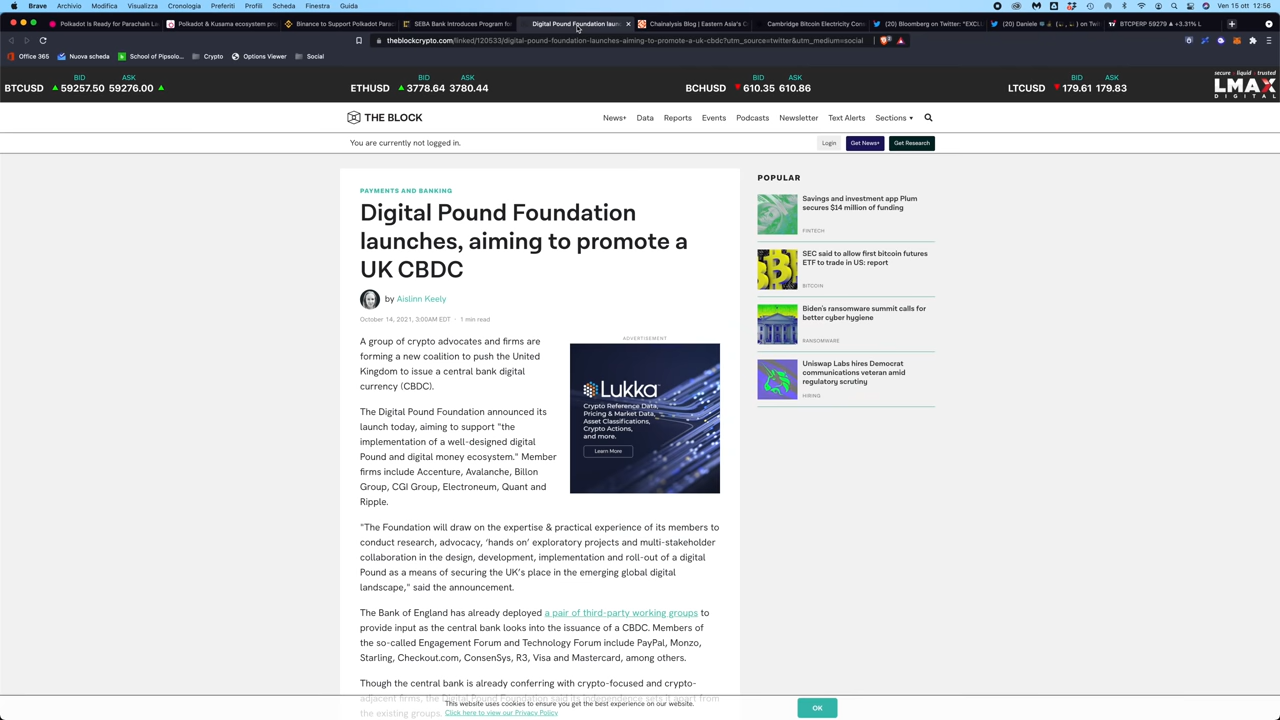 Brave Archivio Modifica Visualizza Cronologia Preferiti Profili Scheda Finestra Aiuto Ven 15 ott 12:56
Polkadot is Ready for Parachain L Polkadot & Kusama ecosystem pro Binance to Support Polkadot Para SEBA Bank Introduces Program fo Digital Pound Foundation laun Chainalysis Blog | Eastern Asia's C Cambridge Bitcoin Electricity Con (20) Bloomberg on Twitter: "EXCL (20) Daniele BTCPERP 59279 ▲ +3.31%
theblockcrypto.com/linked/120533/digital-pound-foundation-launches-aiming-to-promote-a-uk-cbdc?utm_source=twitter&utm_medium=social
Office 365 Nuova scheda School of Pipsolo... Crypto Options Viewer Social
BID ASK BID ASK BID ASK BID ASK
BTCUSD 59257.50 59276.00 ETHUSD 3778.64 3780.44 BCHUSD 610.35 610.86 LTCUSD 179.61 179.83
secure liquid trusted
LMAX
DIGITAL
THE BLOCK News+ Data Reports Events Podcasts Newsletter Text Alerts Sections
You are currently not logged in. Login Get News+ Get Research
PAYMENTS AND BANKING
Digital Pound Foundation
launches, aiming to promote a
UK CBDC
by Aislinn Keely
October 14, 2021, 3:00AM EDT · 1 min read
A group of crypto advocates and firms are
forming a new coalition to push the United
Kingdom to issue a central bank digital
currency (CBDC).
The Digital Pound Foundation announced its
launch today, aiming to support "the
implementation of a well-designed digital
Pound and digital money ecosystem." Member
firms include Accenture, Avalanche, Billon
Group, CGI Group, Electroneum, Quant and
Ripple.
ADVERTISEMENT
Lukka
Crypto Reference Data,
Pricing & Market Data,
Asset Classifications,
Crypto Actions,
and more.
Learn More
"The Foundation will draw on the expertise & practical experience of its members to
conduct research, advocacy, 'hands on' exploratory projects and multi-stakeholder
collaboration in the design, development, implementation and roll-out of a digital
Pound as a means of securing the UK's place in the emerging global digital
landscape," said the announcement.
The Bank of England has already deployed a pair of third-party working groups to
provide input as the central bank looks into the issuance of a CBDC. Members of
the so-called Engagement Forum and Technology Forum include PayPal, Monzo,
Starling, Checkout.com, ConsenSys, R3, Visa and Mastercard, among others.
Though the central bank is already conferring with crypto-focused and crypto-
adjacent firms, the Digital Pound Foundation said its independence sets it apart from
the existing groups.
POPULAR
Savings and investment app Plum
secures $14 million of funding
FINTECH
SEC said to allow first bitcoin futures
ETF to trade in US: report
BITCOIN
Biden's ransomware summit calls for
better cyber hygiene
RANSOMWARE
Uniswap Labs hires Democrat
communications veteran amid
regulatory scrutiny
HIRING
This website uses cookies to ensure you get the best experience on our website.
Click here to view our Privacy Policy
OK